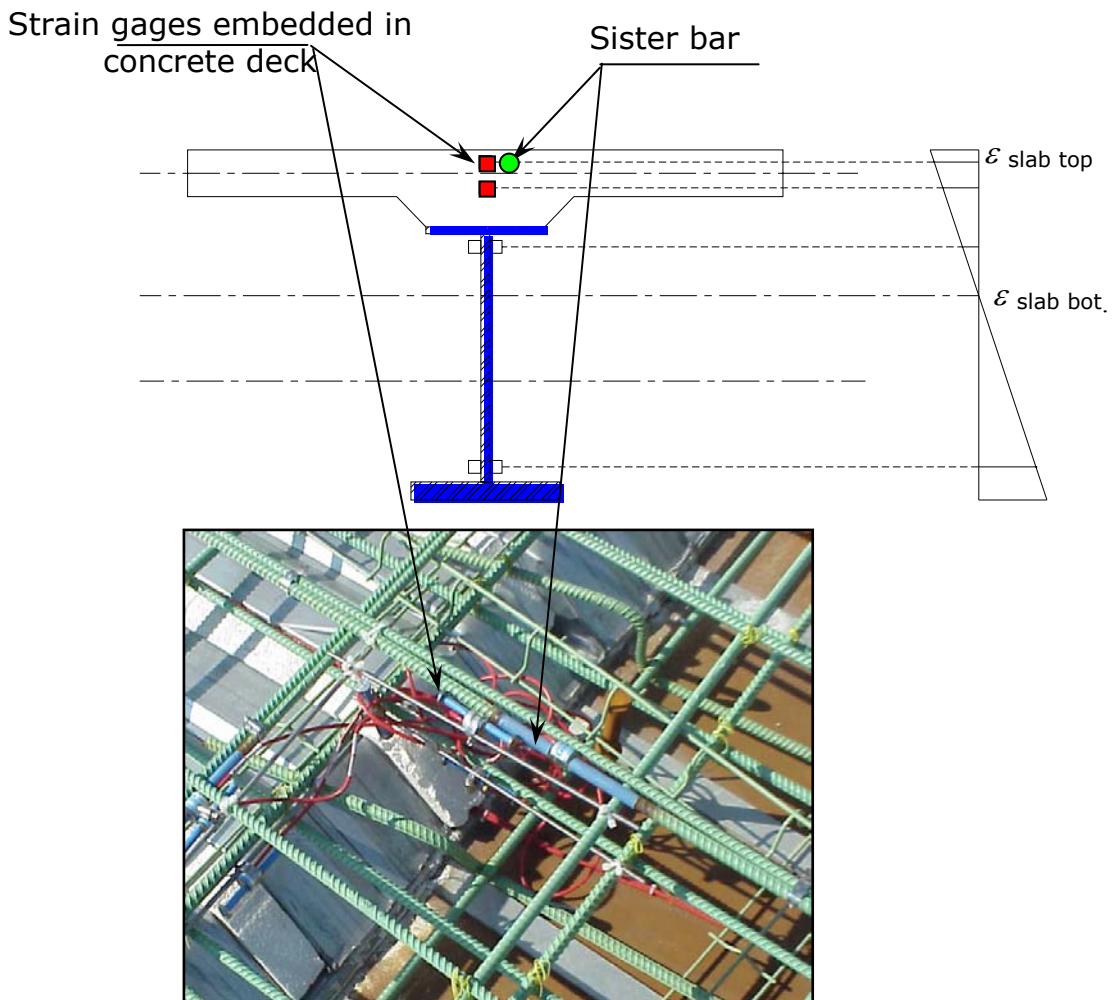 Strain gages embedded in
concrete deck
Sister bar
ε slab top
ε slab bot.